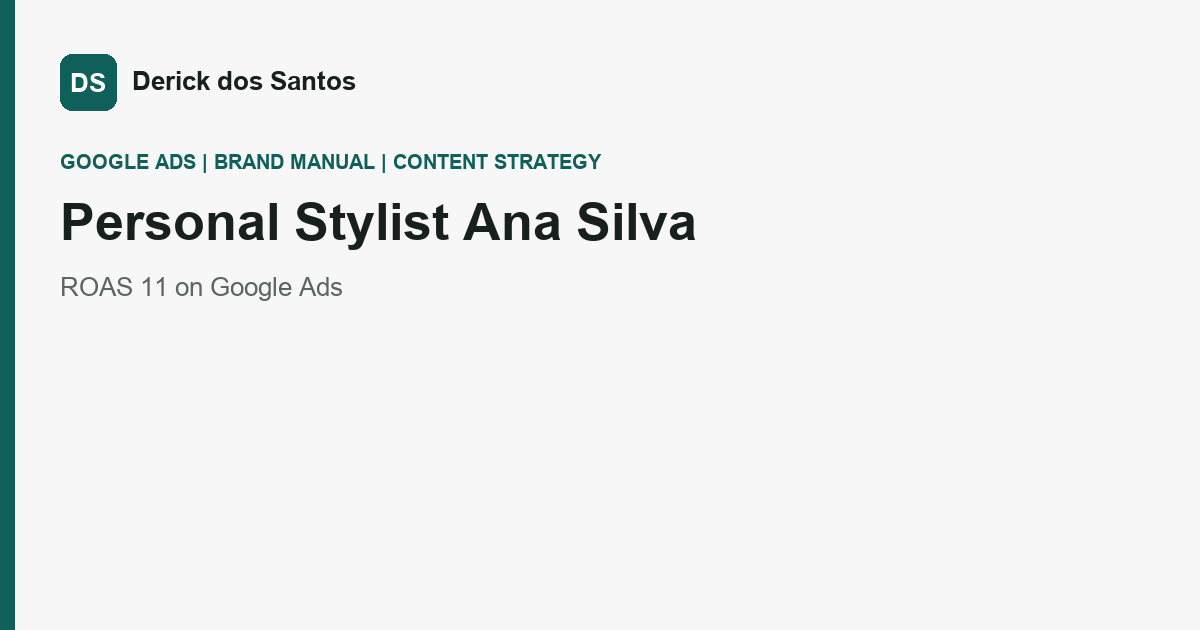 DS
Derick dos Santos
GOOGLE ADS | BRAND MANUAL | CONTENT STRATEGY
Personal Stylist Ana Silva
ROAS 11 on Google Ads